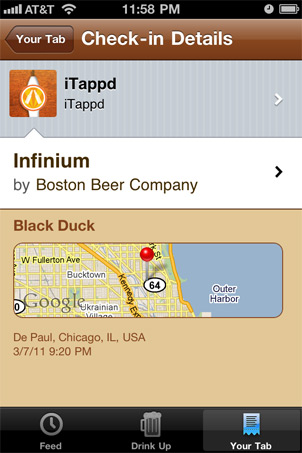 AT&T 11:58 PM
Your Tab Check-in Details
iTappd
iTappd
Infinium
by Boston Beer Company
Black Duck
W Fullerton Ave
Bucktown
Kennedy Exp
64
Outer
Harbor
Google
Ukrainian
Village
De Paul, Chicago, IL, USA
3/7/11 9:20 PM
Feed Drink Up Your Tab